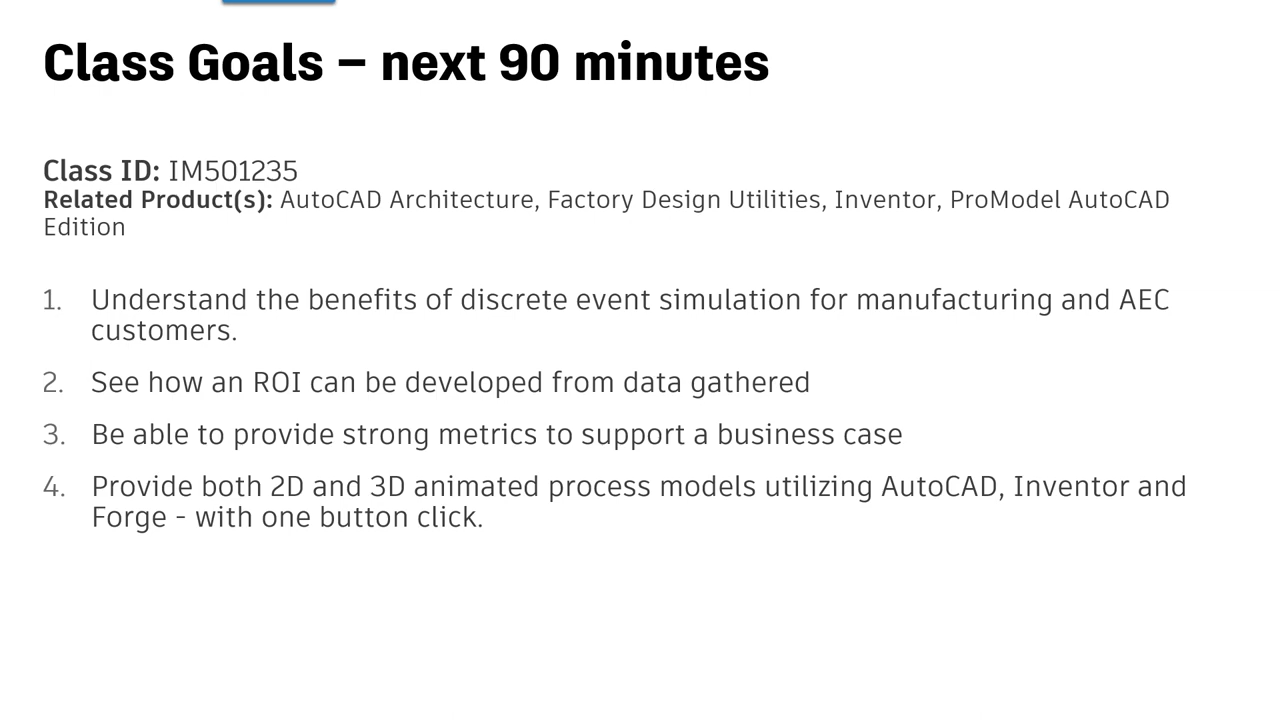 Class Goals – next 90 minutes
Class ID: IM501235
Related Product(s): AutoCAD Architecture, Factory Design Utilities, Inventor, ProModel AutoCAD
Edition
1. Understand the benefits of discrete event simulation for manufacturing and AEC
customers.
2. See how an ROI can be developed from data gathered
3. Be able to provide strong metrics to support a business case
4. Provide both 2D and 3D animated process models utilizing AutoCAD, Inventor and
Forge - with one button click.